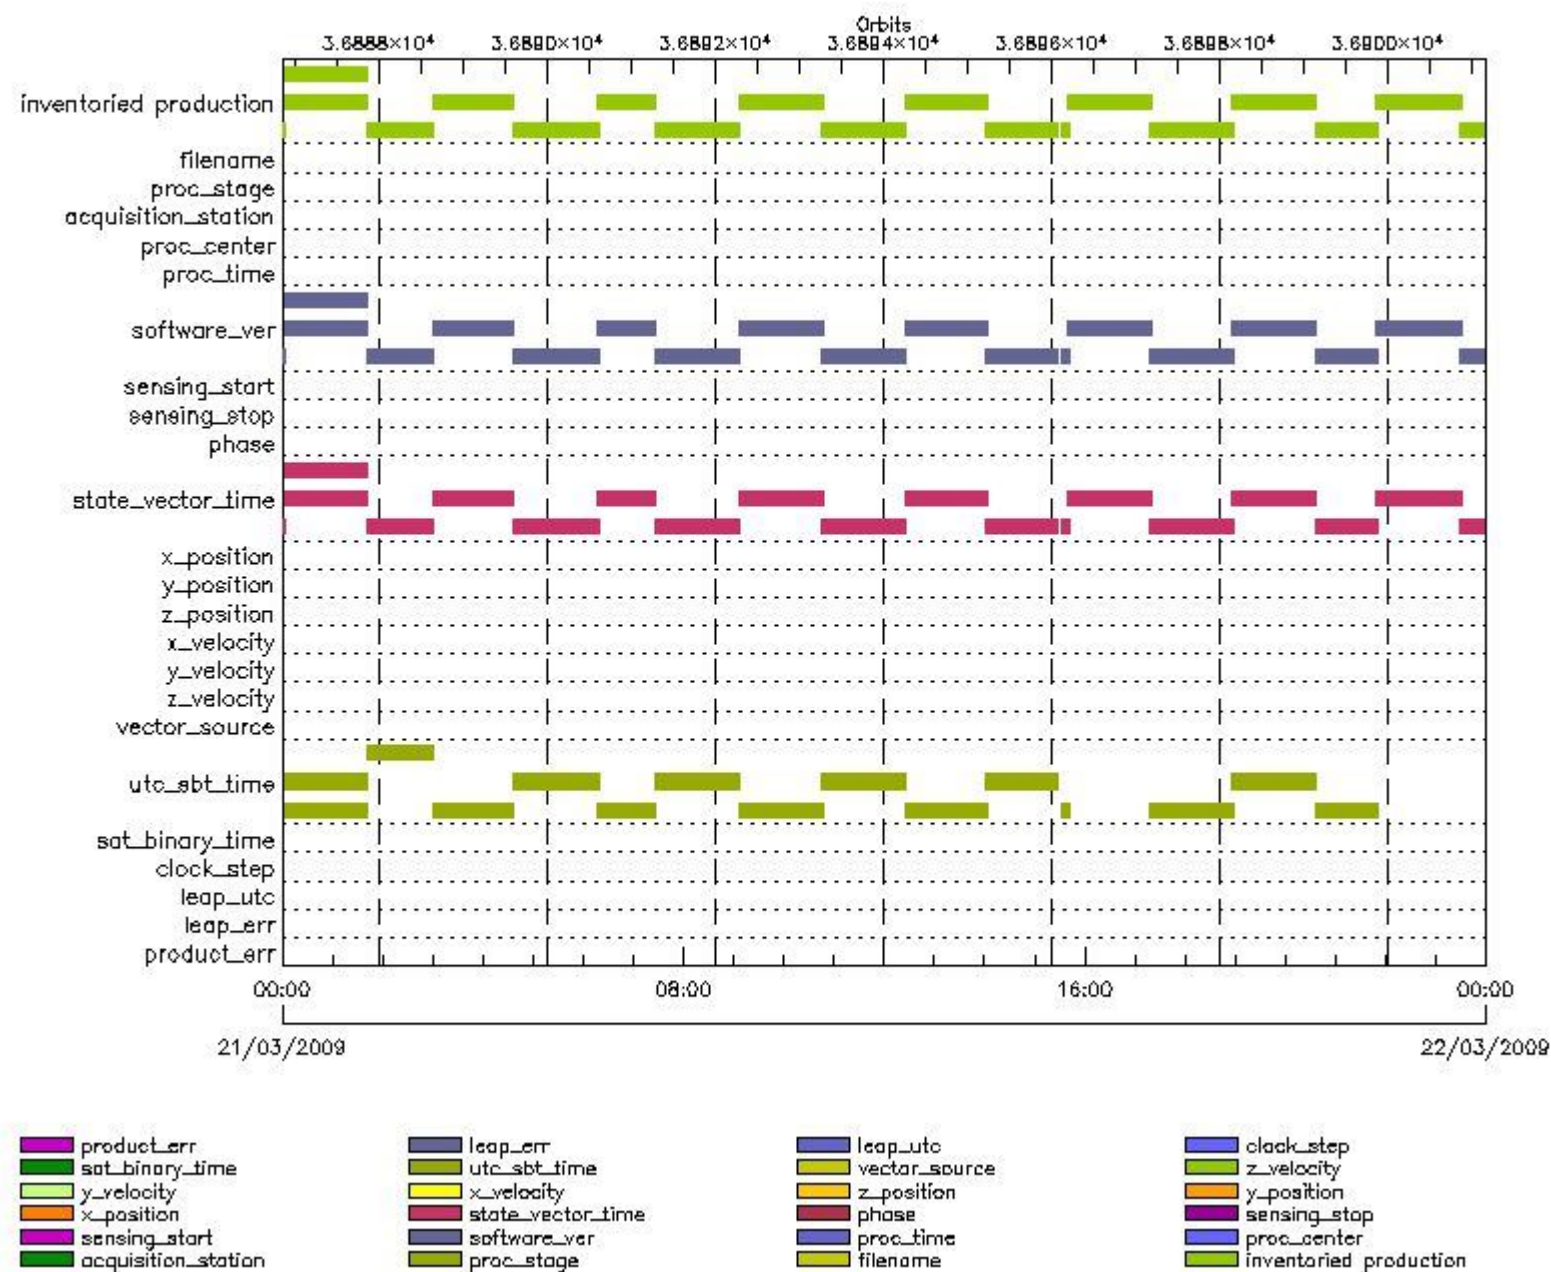 Orbits
3.6888×10⁴ 3.6890×10⁴ 3.6892×10⁴ 3.6894×10⁴ 3.6896×10⁴ 3.6898×10⁴ 3.6900×10⁴
inventoried production
filename
proc_stage
acquisition_station
proc_center
proc_time
software_ver
sensing_start
sensing_stop
phase
state_vector_time
x_position
y_position
z_position
x_velocity
y_velocity
z_velocity
vector_source
utc_sbt_time
sat_binary_time
clock_step
leap_utc
leap_err
product_err
00:00 08:00 16:00 00:00
21/03/2009 22/03/2009
product_err leap_err leap_utc clock_step
sat_binary_time utc_sbt_time vector_source z_velocity
y_velocity x_velocity z_position y_position
x_position state_vector_time phase sensing_stop
sensing_start software_ver proc_time proc_center
acquisition_station proc_stage filename inventoried production